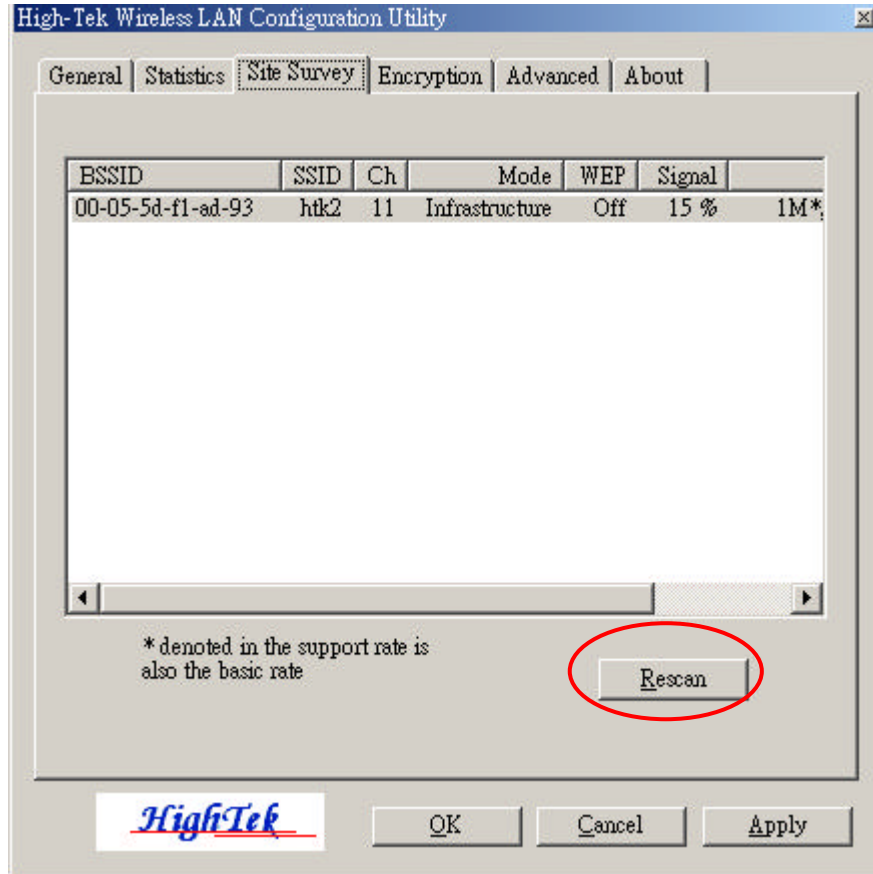 High-Tek Wireless LAN Configuration Utility
General Statistics Site Survey Encryption Advanced About
BSSID SSID Ch Mode WEP Signal
00-05-5d-f1-ad-93 htk2 11 Infrastructure Off 15 % 1M*,
* denoted in the support rate is
also the basic rate
Rescan
HighTek OK Cancel Apply